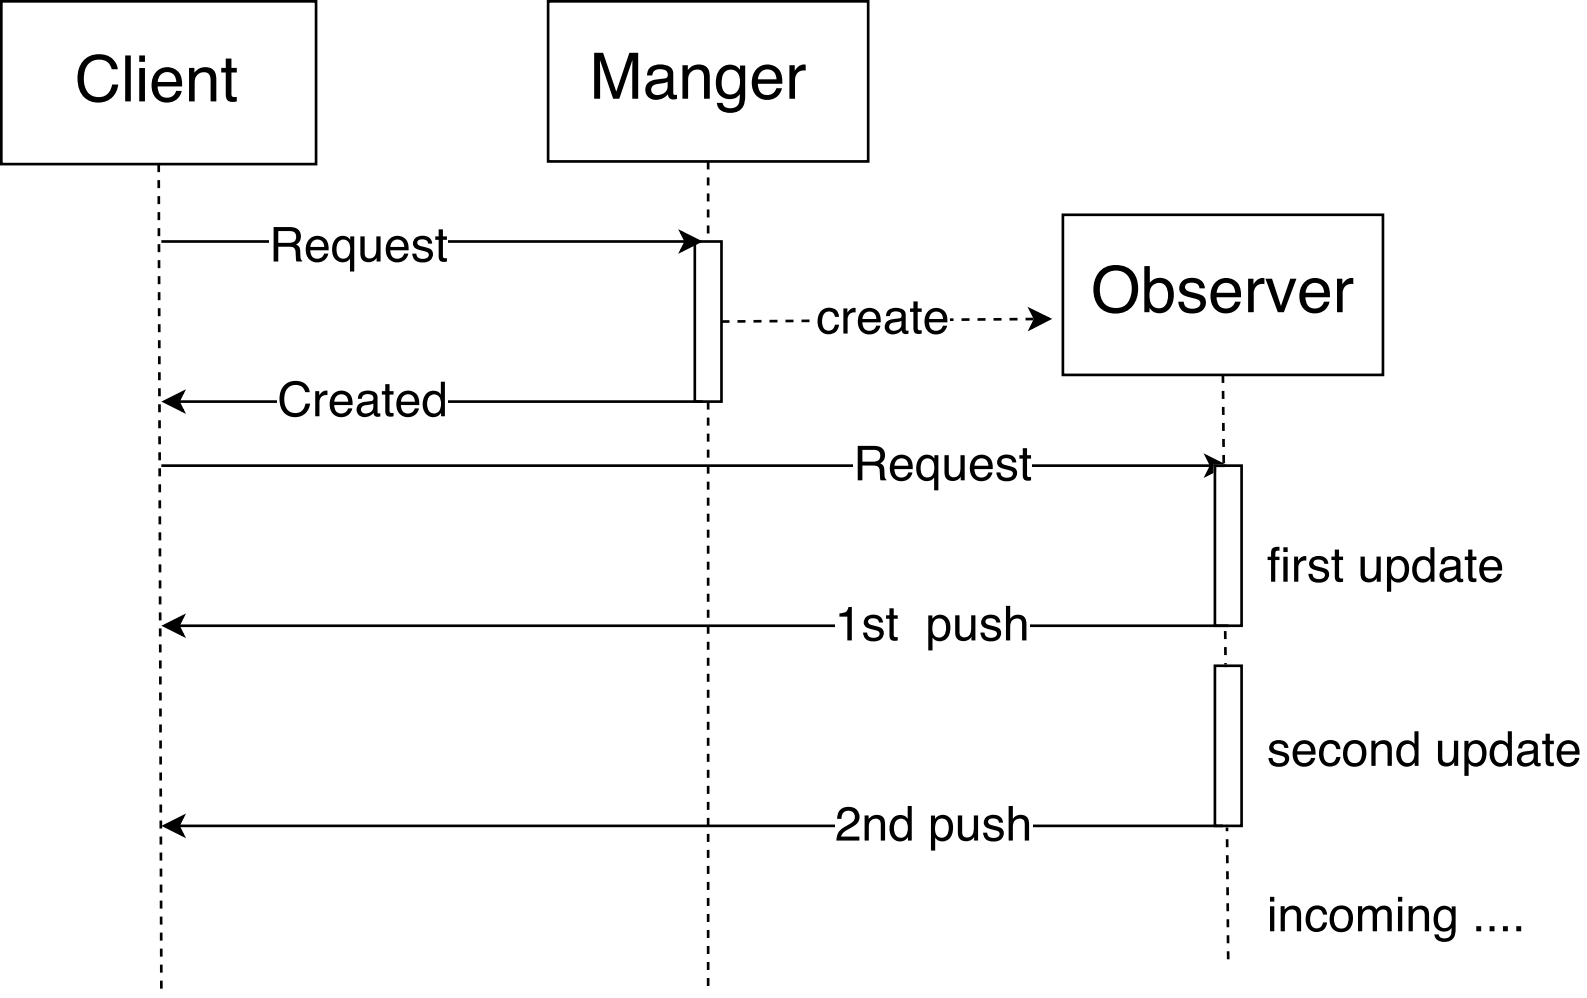 Client
Manger
Observer
Request
create
Created
Request
first update
1st  push
second update
2nd push
incoming ....